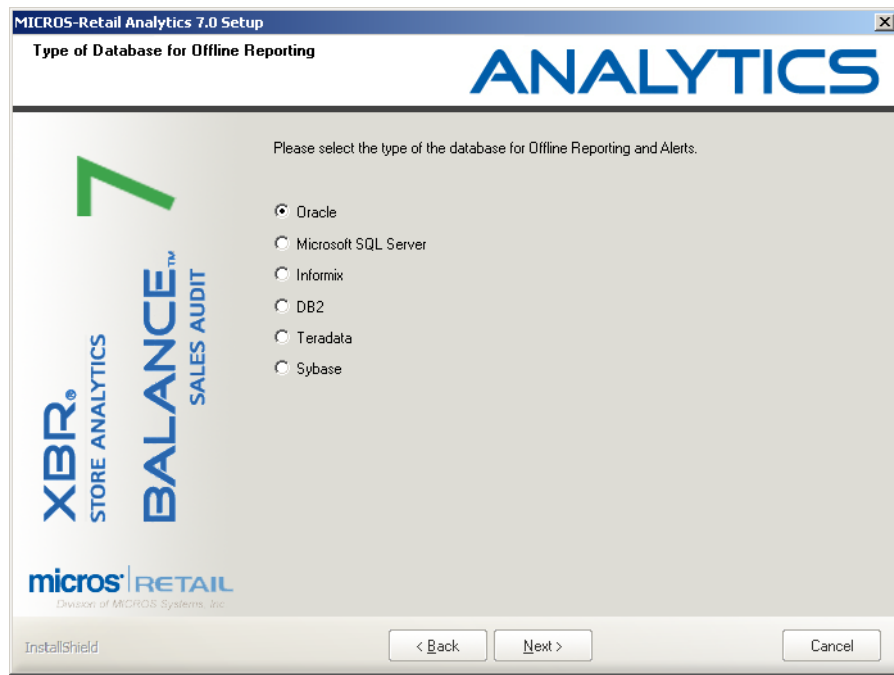 MICROS-Retail Analytics 7.0 Setup
Type of Database for Offline Reporting
ANALYTICS
Please select the type of the database for Offline Reporting and Alerts.
Oracle
Microsoft SQL Server
Informix
DB2
Teradata
Sybase
7
XBR®
STORE ANALYTICS
BALANCE™
SALES AUDIT
micros® RETAIL
Division of MICROS Systems, Inc.
InstallShield
< Back
Next >
Cancel